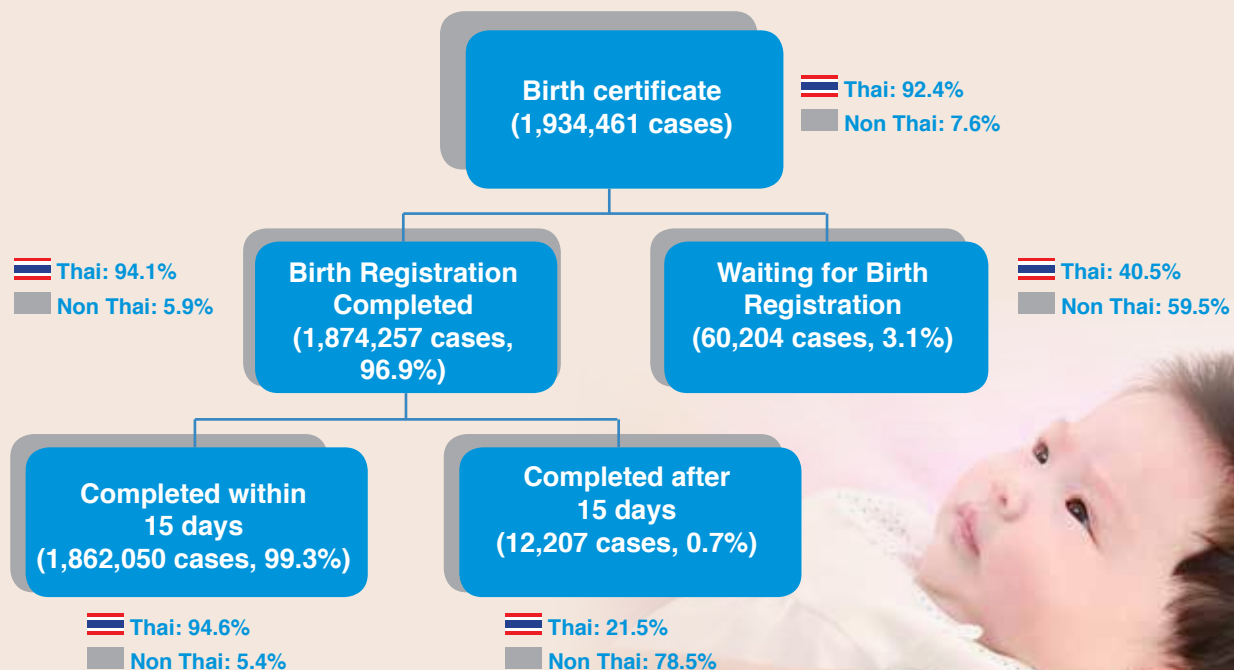 Birth certificate
(1,934,461 cases)
Thai: 92.4%
Non Thai: 7.6%
Thai: 94.1%
Non Thai: 5.9%
Birth Registration
Completed
(1,874,257 cases,
96.9%)
Waiting for Birth
Registration
(60,204 cases, 3.1%)
Thai: 40.5%
Non Thai: 59.5%
Completed within
15 days
(1,862,050 cases, 99.3%)
Completed after
15 days
(12,207 cases, 0.7%)
Thai: 94.6%
Non Thai: 5.4%
Thai: 21.5%
Non Thai: 78.5%